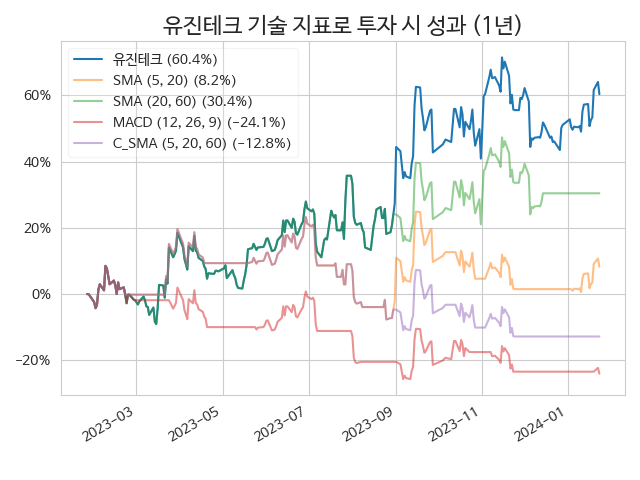 유진테크 기술 지표로 투자 시 성과 (1년)
유진테크 (60.4%)
SMA (5, 20) (8.2%)
SMA (20, 60) (30.4%)
MACD (12, 26, 9) (−24.1%)
C_SMA (5, 20, 60) (−12.8%)
60%
40%
20%
0%
−20%
2023−03
2023−05
2023−07
2023−09
2023−11
2024−01